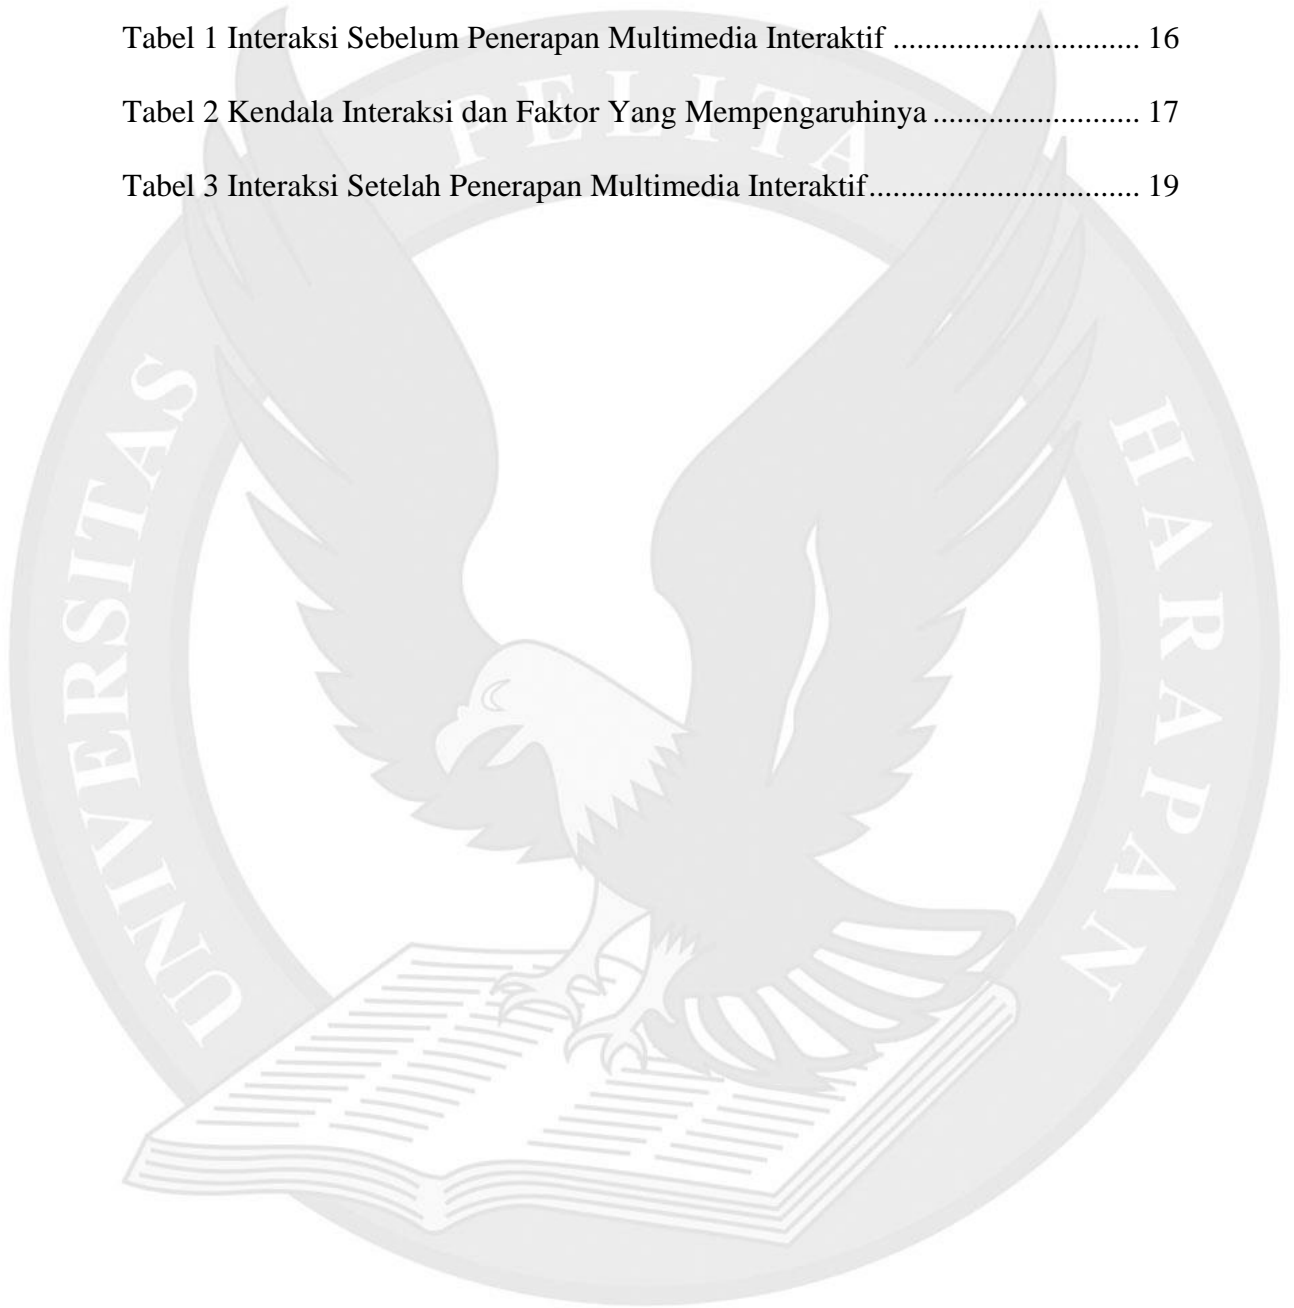 Tabel 1 Interaksi Sebelum Penerapan Multimedia Interaktif ............................... 16
Tabel 2 Kendala Interaksi dan Faktor Yang Mempengaruhinya .......................... 17
Tabel 3 Interaksi Setelah Penerapan Multimedia Interaktif.................................. 19
UNIVERSITAS PELITA HARAPAN